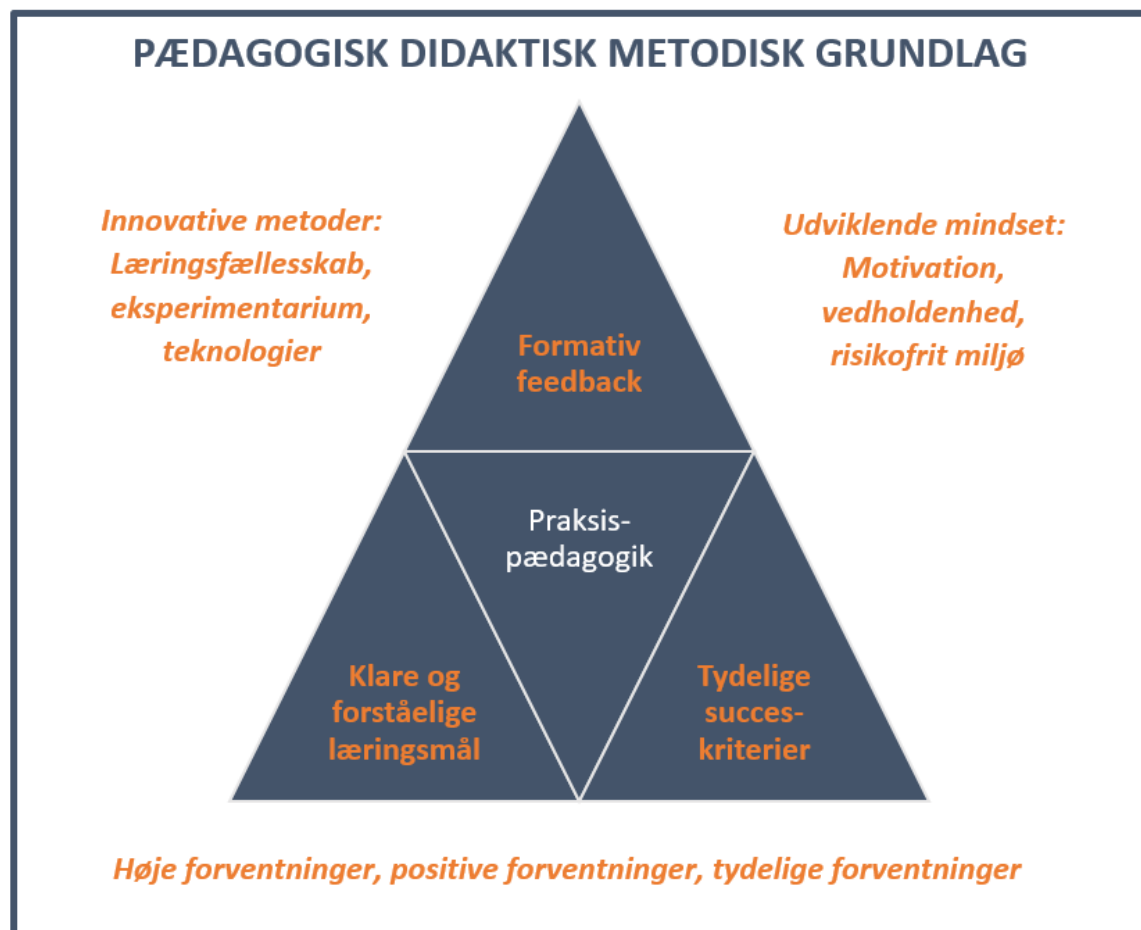 PÆDAGOGISK DIDAKTISK METODISK GRUNDLAG
Innovative metoder:
Læringsfællesskab,
eksperimentarium,
teknologier
Udviklende mindset:
Motivation,
vedholdenhed,
risikofrit miljø
Formativ
feedback
Praksis-
pædagogik
Klare og
forståelige
læringsmål
Tydelige
succes-
kriterier
Høje forventninger, positive forventninger, tydelige forventninger